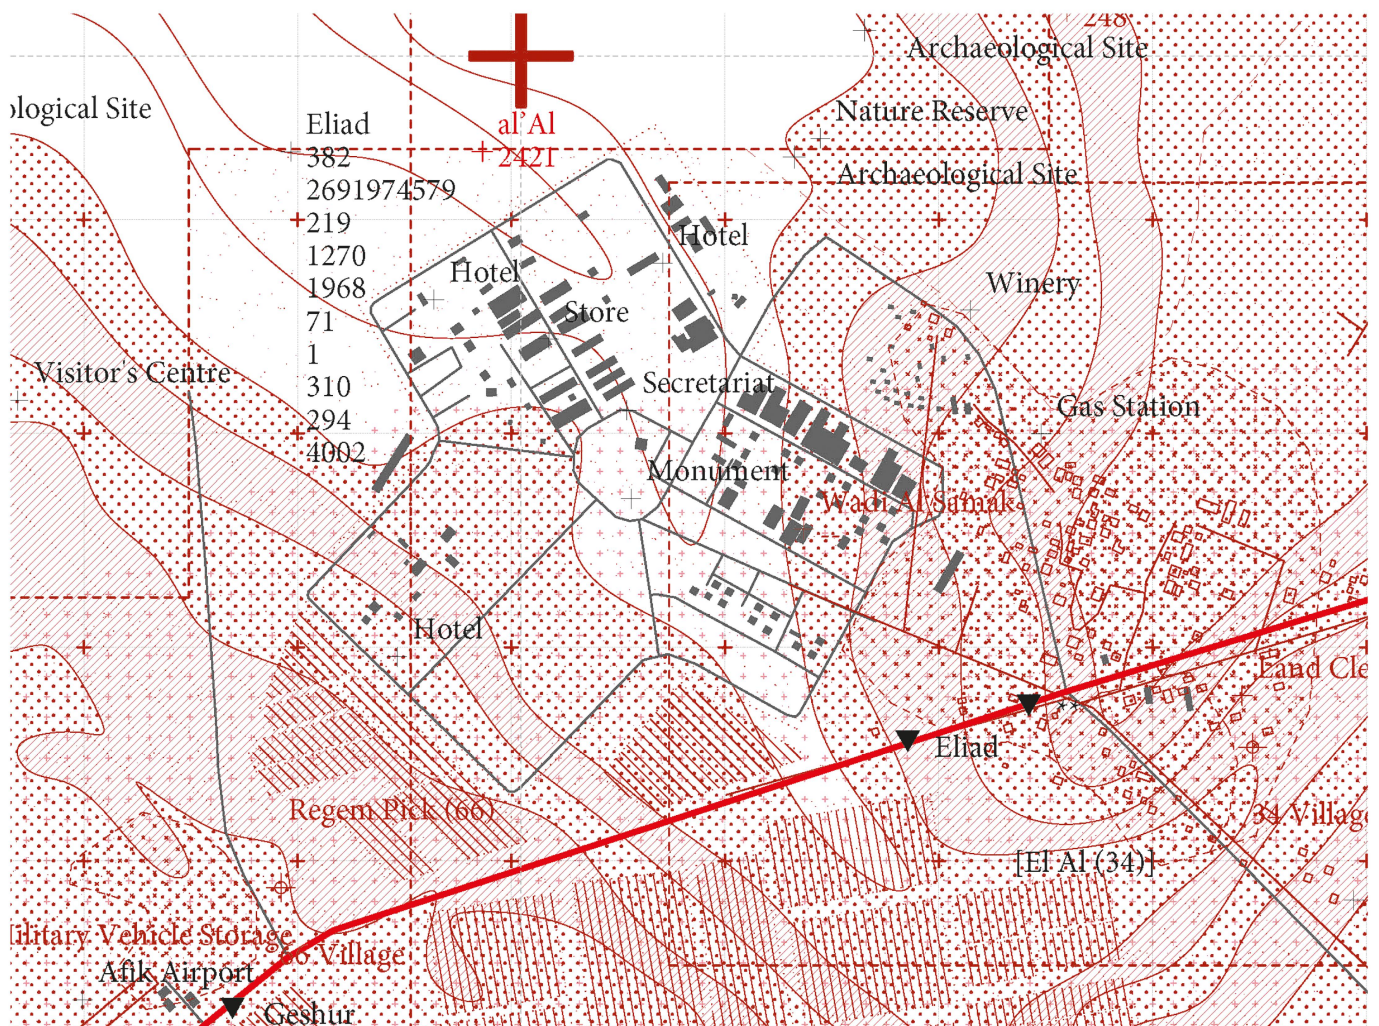 248
Archaeological Site
ological Site
Nature Reserve
Eliad
al'Al
382
2421
Archaeological Site
2691974579
219
Hotel
1270
Hotel
1968
Winery
71
Store
1
Visitor's Centre
310
Secretariat
294
Gas Station
4002
Monument
Wadi Al Samak
Hotel
Land Cle
Eliad
Regem Pick (66)
34 Village
[El Al (34)]
ilitary Vehicle Storage
66 Village
Afik Airport
Geshur